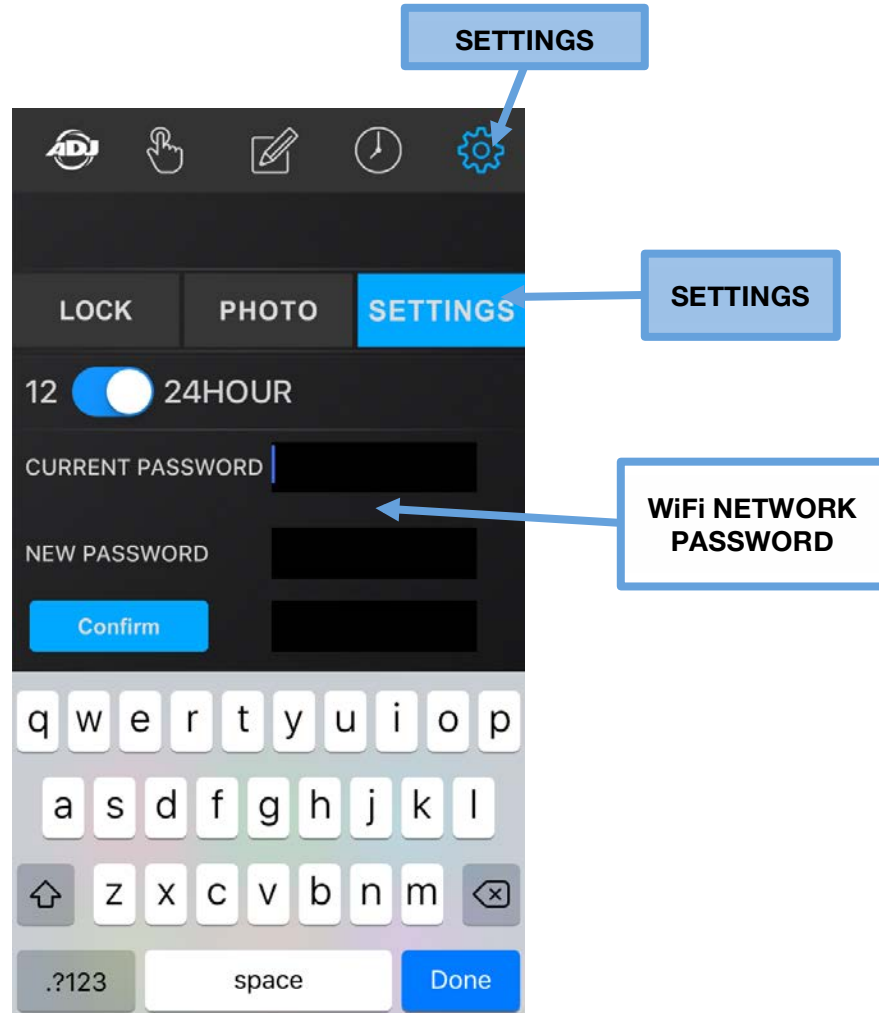 SETTINGS
ADJ
LOCK PHOTO SETTINGS
SETTINGS
12 24HOUR
CURRENT PASSWORD
WiFi NETWORK
PASSWORD
NEW PASSWORD
Confirm
q w e r t y u i o p
a s d f g h j k l
z x c v b n m
.?123 space Done